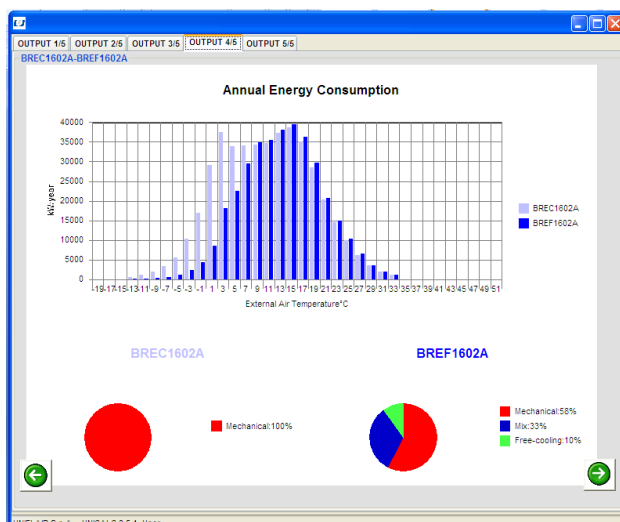 OUTPUT 1/5 OUTPUT 2/5 OUTPUT 3/5 OUTPUT 4/5 OUTPUT 5/5
BREC1602A-BREF1602A
Annual Energy Consumption
40000
35000
30000
25000
20000
15000
10000
5000
0
kW.year
-19 -17 -15 -13 -11 -9 -7 -5 -3 -1 1 3 5 7 9 11 13 15 17 19 21 23 25 27 29 31 33 35 37 39 41 43 45 47 49 51
External Air Temperature°C
BREC1602A
BREF1602A
BREC1602A
BREF1602A
Mechanical:100%
Mechanical:58%
Mix:33%
Free-cooling:10%